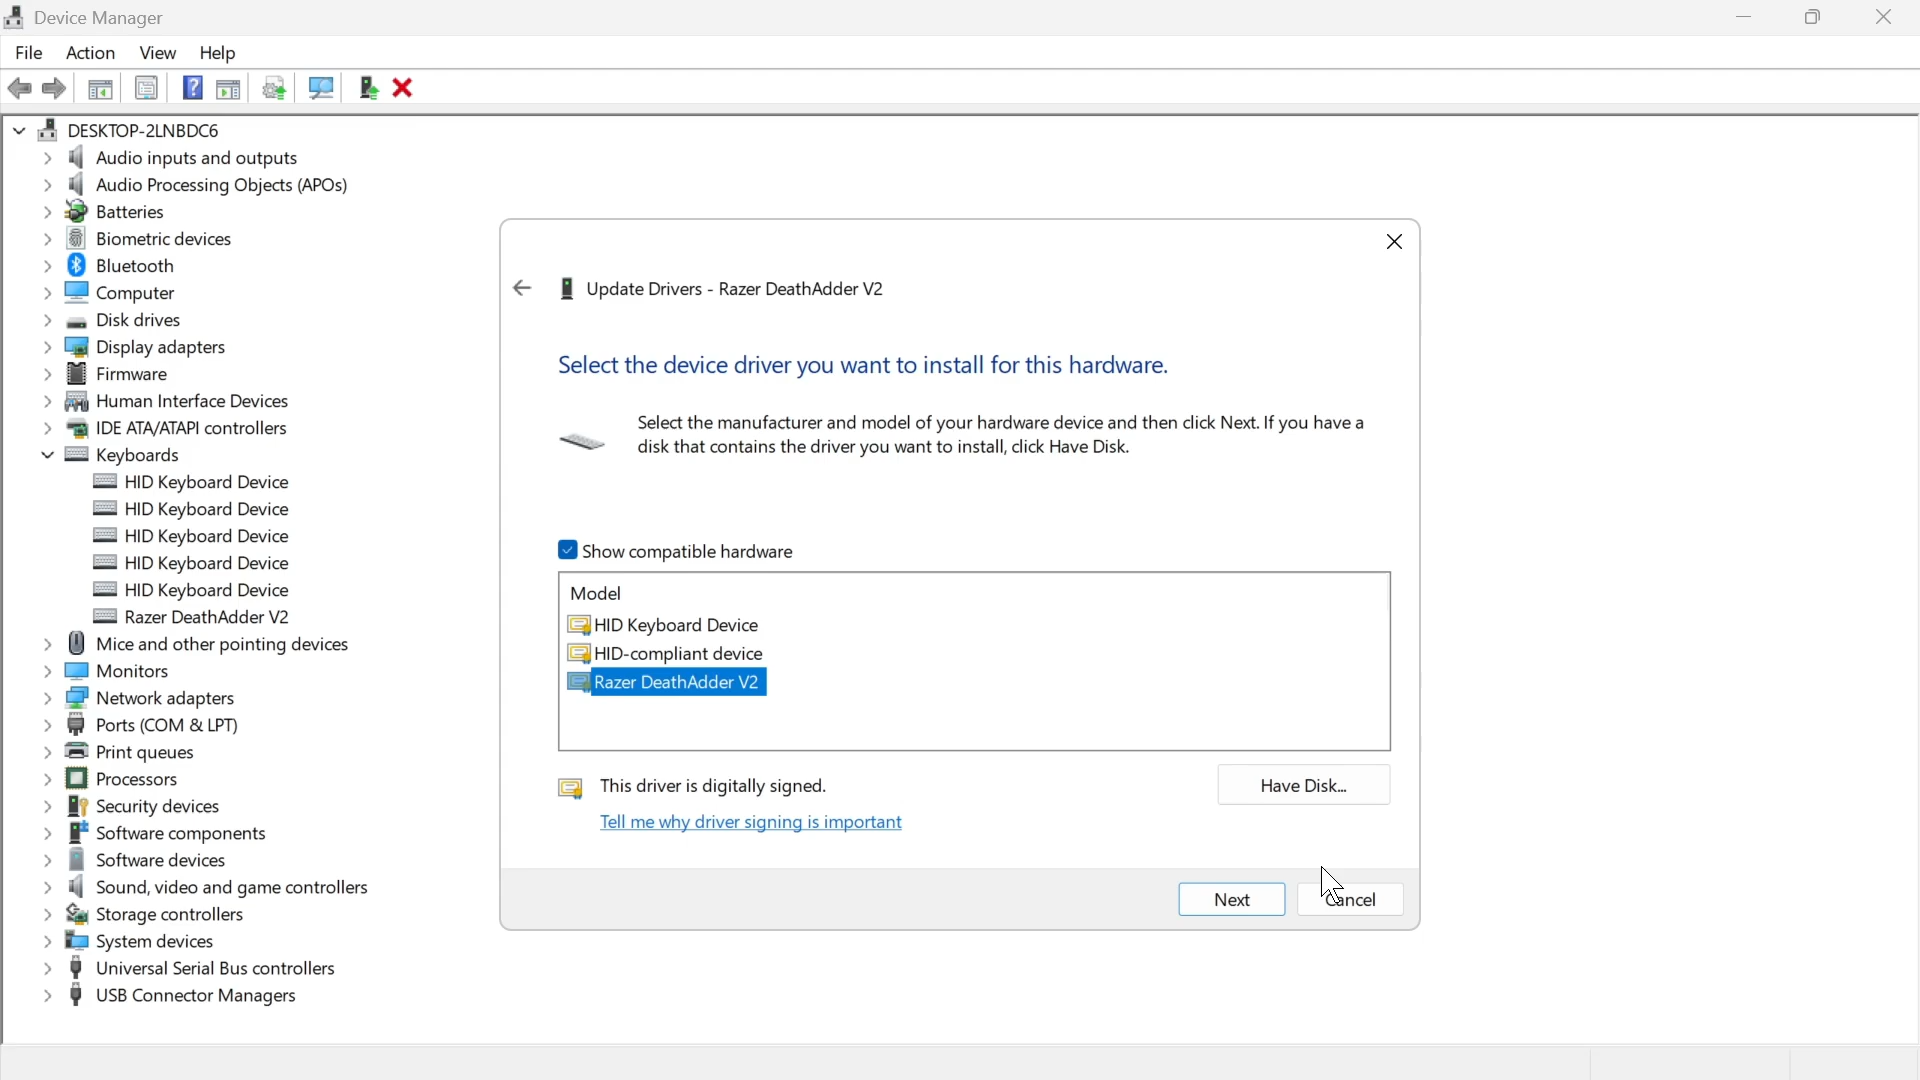 Device Manager
File Action View Help
DESKTOP-2LNBDC6
Audio inputs and outputs
Audio Processing Objects (APOs)
Batteries
Biometric devices
Bluetooth
Computer
Disk drives
Display adapters
Firmware
Human Interface Devices
IDE ATA/ATAPI controllers
Keyboards
HID Keyboard Device
HID Keyboard Device
HID Keyboard Device
HID Keyboard Device
HID Keyboard Device
Razer DeathAdder V2
Mice and other pointing devices
Monitors
Network adapters
Ports (COM & LPT)
Print queues
Processors
Security devices
Software components
Software devices
Sound, video and game controllers
Storage controllers
System devices
Universal Serial Bus controllers
USB Connector Managers
Update Drivers - Razer DeathAdder V2
Select the device driver you want to install for this hardware.
Select the manufacturer and model of your hardware device and then click Next. If you have a
disk that contains the driver you want to install, click Have Disk.
Show compatible hardware
Model
HID Keyboard Device
HID-compliant device
Razer DeathAdder V2
This driver is digitally signed.
Have Disk...
Tell me why driver signing is important
Next
Cancel